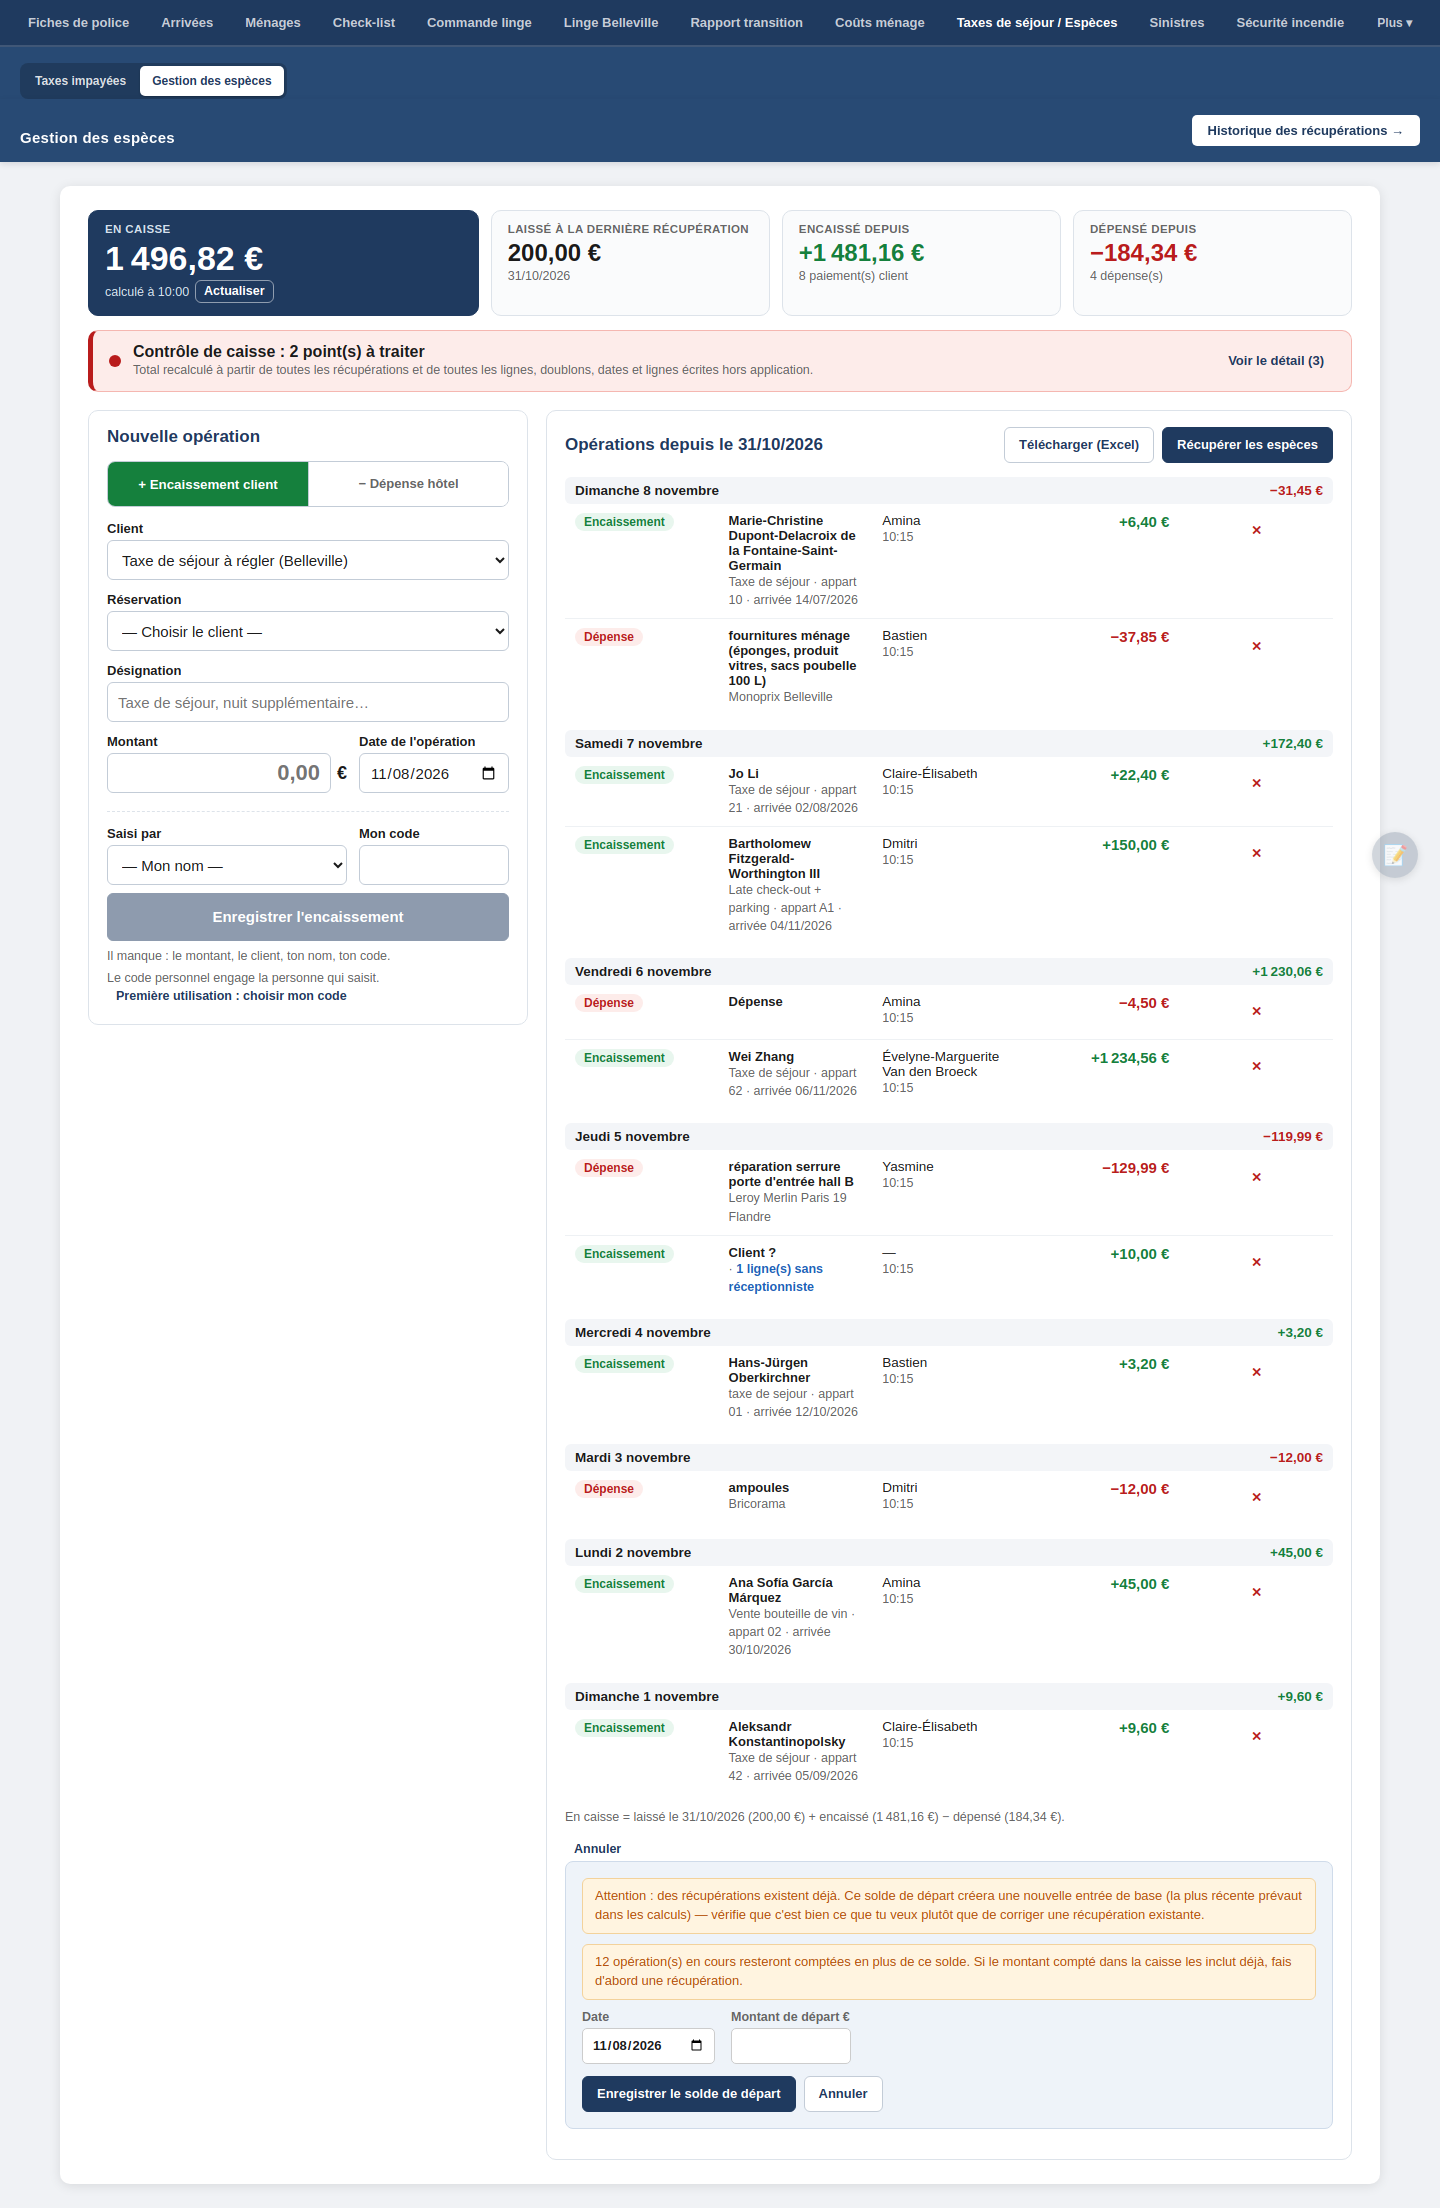 Fiches de police Arrivées Ménages Check-list Commande linge Linge Belleville Rapport transition Coûts ménage Taxes de séjour / Espèces Sinistres Sécurité incendie Plus ▾
Taxes impayées Gestion des espèces
Gestion des espèces
Historique des récupérations →
EN CAISSE
1 496,82 €
calculé à 10:00 Actualiser
LAISSÉ À LA DERNIÈRE RÉCUPÉRATION
200,00 €
31/10/2026
ENCAISSÉ DEPUIS
+1 481,16 €
8 paiement(s) client
DÉPENSÉ DEPUIS
−184,34 €
4 dépense(s)
Contrôle de caisse : 2 point(s) à traiter
Total recalculé à partir de toutes les récupérations et de toutes les lignes, doublons, dates et lignes écrites hors application.
Voir le détail (3)
Nouvelle opération
+ Encaissement client − Dépense hôtel
Client
Taxe de séjour à régler (Belleville)
Réservation
— Choisir le client —
Désignation
Taxe de séjour, nuit supplémentaire…
Montant Date de l'opération
0,00 € 11/08/2026
Saisi par Mon code
— Mon nom —
Enregistrer l'encaissement
Il manque : le montant, le client, ton nom, ton code.
Le code personnel engage la personne qui saisit.
Première utilisation : choisir mon code
Opérations depuis le 31/10/2026
Télécharger (Excel) Récupérer les espèces
Dimanche 8 novembre −31,45 €
Encaissement Marie-Christine Amina +6,40 € ✕
Dupont-Delacroix de 10:15
la Fontaine-Saint-
Germain
Taxe de séjour · appart
10 · arrivée 14/07/2026
Dépense fournitures ménage Bastien −37,85 € ✕
(éponges, produit 10:15
vitres, sacs poubelle
100 L)
Monoprix Belleville
Samedi 7 novembre +172,40 €
Encaissement Jo Li Claire-Élisabeth +22,40 € ✕
Taxe de séjour · appart 10:15
21 · arrivée 02/08/2026
Encaissement Bartholomew Dmitri +150,00 € ✕
Fitzgerald- 10:15
Worthington III
Late check-out +
parking · appart A1 ·
arrivée 04/11/2026
Vendredi 6 novembre +1 230,06 €
Dépense Dépense Amina −4,50 € ✕
10:15
Encaissement Wei Zhang Évelyne-Marguerite +1 234,56 € ✕
Taxe de séjour · appart Van den Broeck
62 · arrivée 06/11/2026 10:15
Jeudi 5 novembre −119,99 €
Dépense réparation serrure Yasmine −129,99 € ✕
porte d'entrée hall B 10:15
Leroy Merlin Paris 19
Flandre
Encaissement Client ? — +10,00 € ✕
· 1 ligne(s) sans 10:15
réceptionniste
Mercredi 4 novembre +3,20 €
Encaissement Hans-Jürgen Bastien +3,20 € ✕
Oberkirchner 10:15
taxe de sejour · appart
01 · arrivée 12/10/2026
Mardi 3 novembre −12,00 €
Dépense ampoules Dmitri −12,00 € ✕
Bricorama 10:15
Lundi 2 novembre +45,00 €
Encaissement Ana Sofía García Amina +45,00 € ✕
Márquez 10:15
Vente bouteille de vin ·
appart 02 · arrivée
30/10/2026
Dimanche 1 novembre +9,60 €
Encaissement Aleksandr Claire-Élisabeth +9,60 € ✕
Konstantinopolsky 10:15
Taxe de séjour · appart
42 · arrivée 05/09/2026
En caisse = laissé le 31/10/2026 (200,00 €) + encaissé (1 481,16 €) − dépensé (184,34 €).
Annuler
Attention : des récupérations existent déjà. Ce solde de départ créera une nouvelle entrée de base (la plus récente prévaut
dans les calculs) — vérifie que c'est bien ce que tu veux plutôt que de corriger une récupération existante.
12 opération(s) en cours resteront comptées en plus de ce solde. Si le montant compté dans la caisse les inclut déjà, fais
d'abord une récupération.
Date Montant de départ €
11/08/2026
Enregistrer le solde de départ Annuler